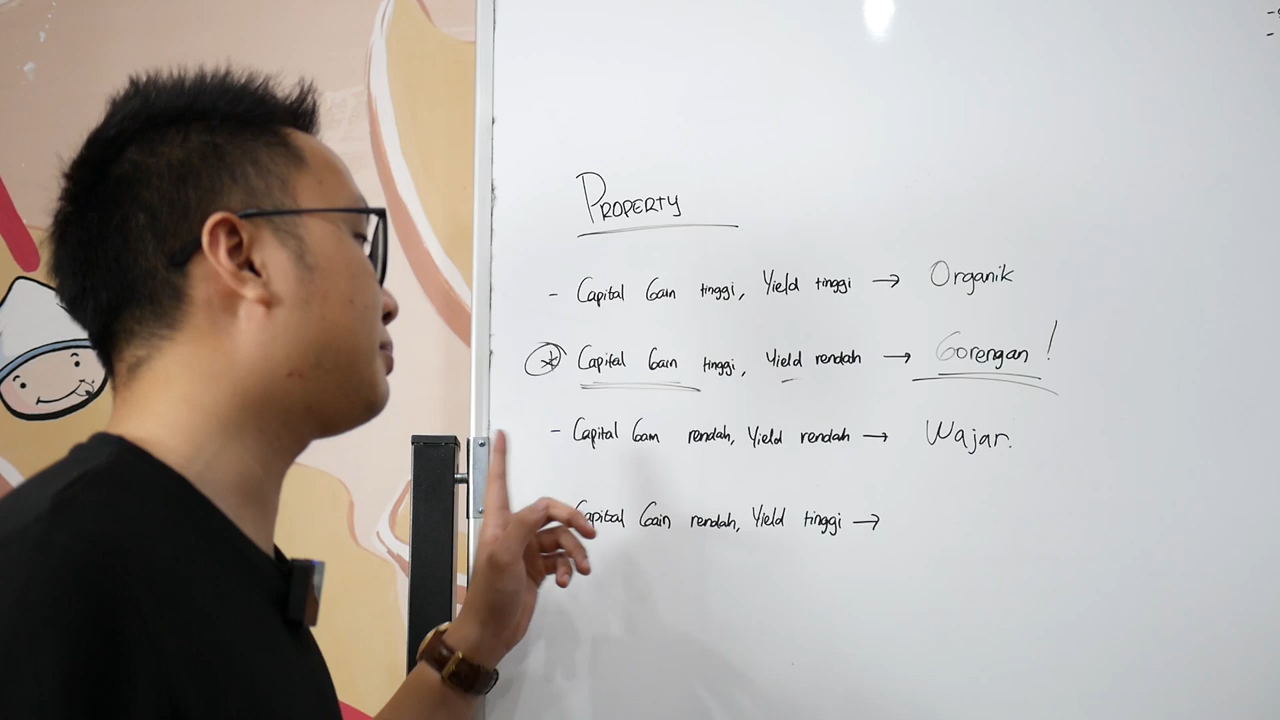 PROPERTY
- Capital Gain tinggi, Yield tinggi → Organik
* Capital Gain tinggi, Yield rendah → Gorengan!
- Capital Gain rendah, Yield rendah → Wajar.
Capital Gain rendah, Yield tinggi →